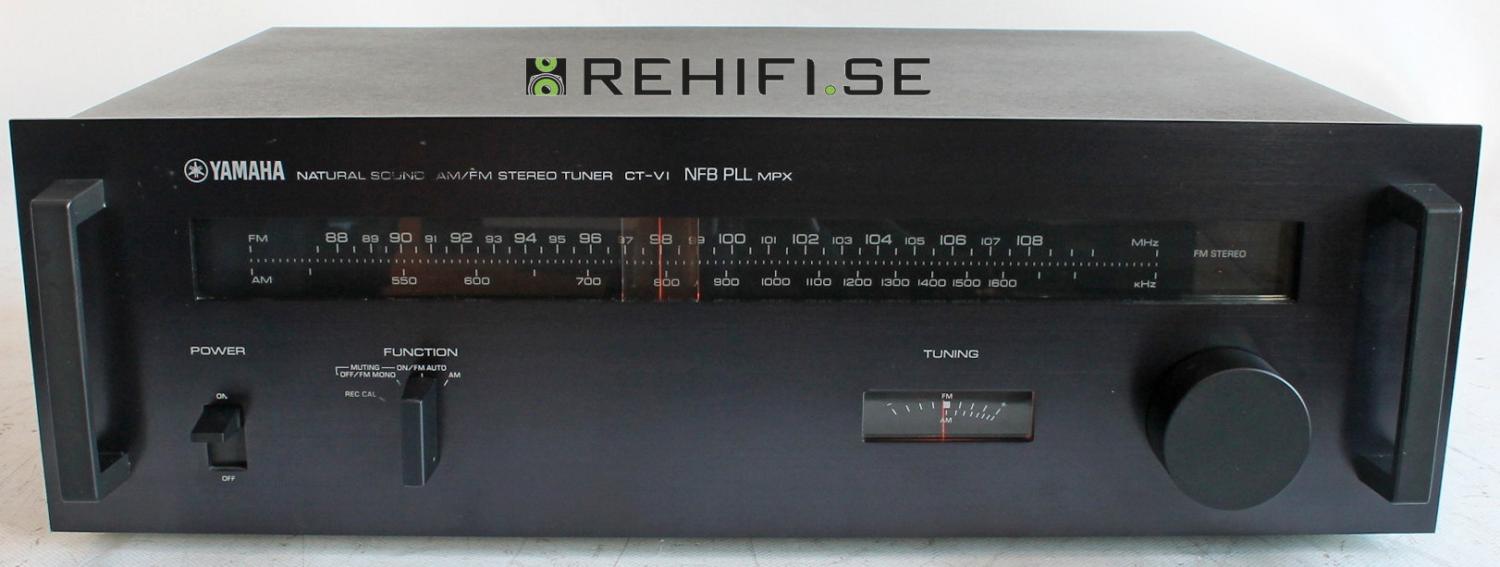 REHIFI.SE
YAMAHA NATURAL SOUND AM/FM STEREO TUNER CT-V1 NFB PLL MPX
FM 88 89 90 91 92 93 94 95 96 97 98 99 100 101 102 103 104 105 106 107 108 MHz
FM STEREO
AM 550 600 700 800 900 1000 1100 1200 1300 1400 1500 1600 kHz
POWER
FUNCTION
TUNING
MUTING ON/FM AUTO
OFF/FM MONO
AM
REC CAL
ON
OFF
FM
AM